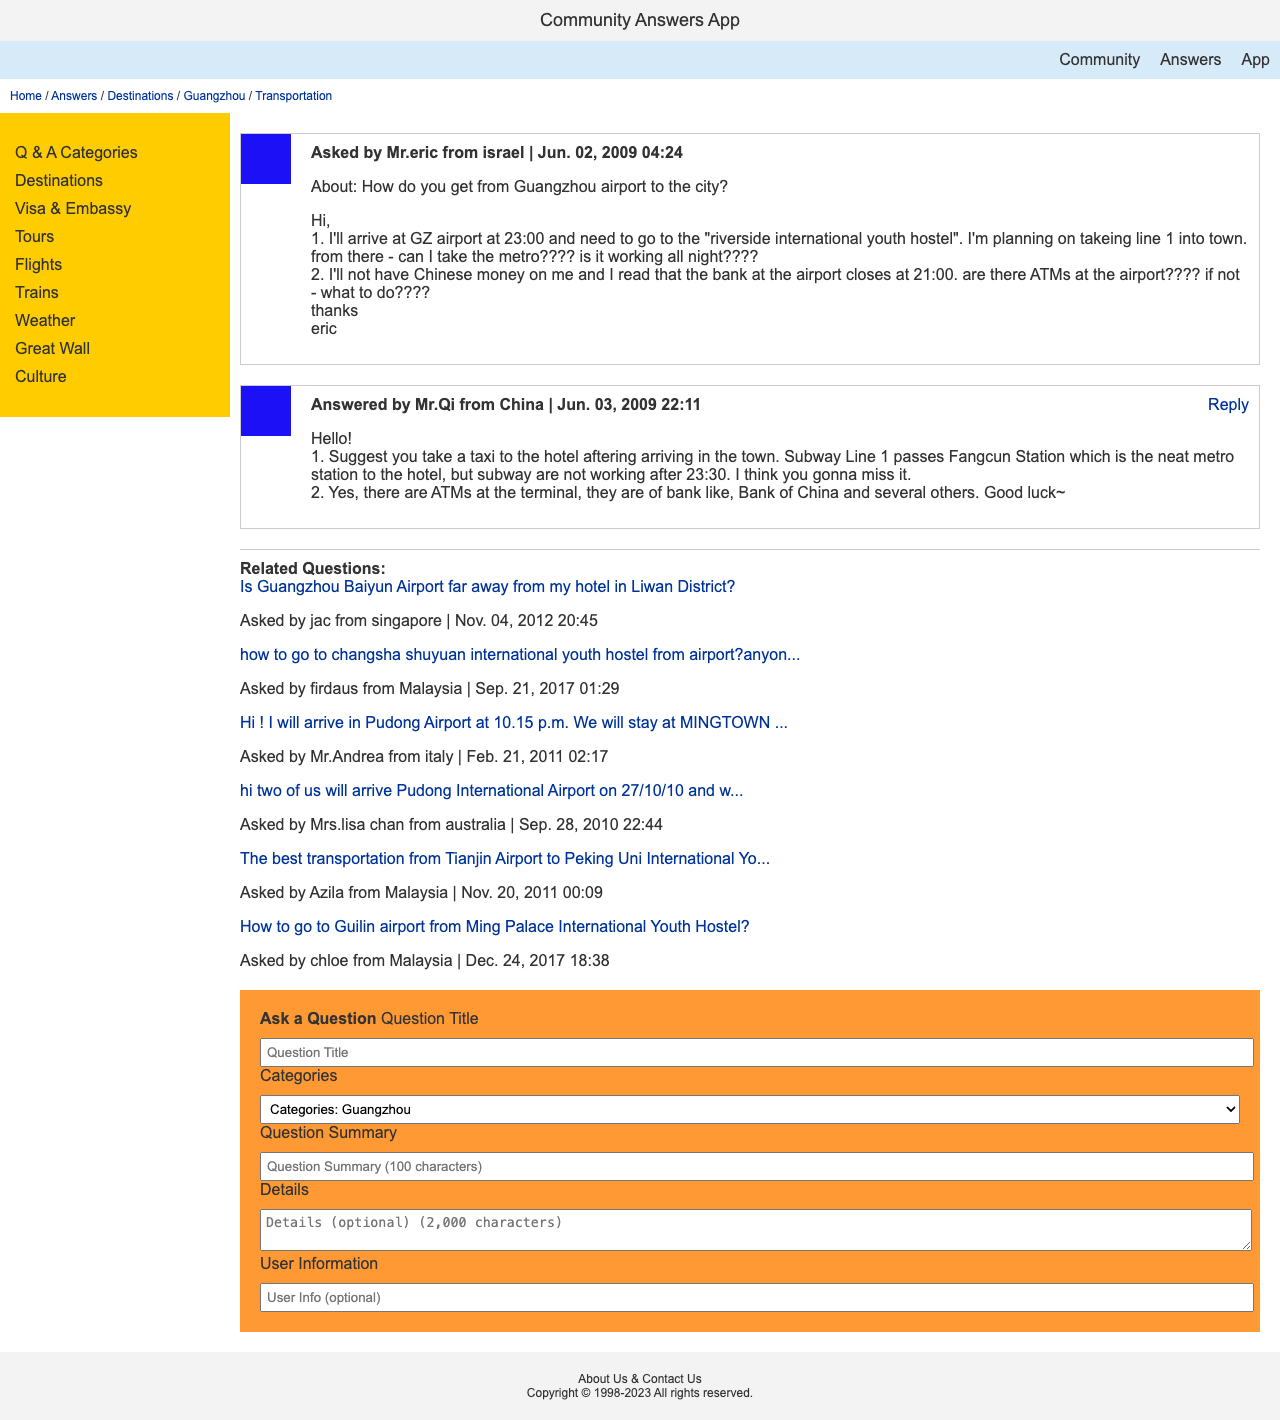 Community Answers App
Community Answers App
Home / Answers / Destinations / Guangzhou / Transportation
Q & A Categories
Destinations
Visa & Embassy
Tours
Flights
Trains
Weather
Great Wall
Culture
Asked by Mr.eric from israel | Jun. 02, 2009 04:24
About: How do you get from Guangzhou airport to the city?
Hi,
1. I'll arrive at GZ airport at 23:00 and need to go to the "riverside international youth hostel". I'm planning on takeing line 1 into town.
from there - can I take the metro???? is it working all night????
2. I'll not have Chinese money on me and I read that the bank at the airport closes at 21:00. are there ATMs at the airport???? if not
- what to do????
thanks
eric
Answered by Mr.Qi from China | Jun. 03, 2009 22:11 Reply
Hello!
1. Suggest you take a taxi to the hotel aftering arriving in the town. Subway Line 1 passes Fangcun Station which is the neat metro
station to the hotel, but subway are not working after 23:30. I think you gonna miss it.
2. Yes, there are ATMs at the terminal, they are of bank like, Bank of China and several others. Good luck~
Related Questions:
Is Guangzhou Baiyun Airport far away from my hotel in Liwan District?
Asked by jac from singapore | Nov. 04, 2012 20:45
how to go to changsha shuyuan international youth hostel from airport?anyon...
Asked by firdaus from Malaysia | Sep. 21, 2017 01:29
Hi ! I will arrive in Pudong Airport at 10.15 p.m. We will stay at MINGTOWN ...
Asked by Mr.Andrea from italy | Feb. 21, 2011 02:17
hi two of us will arrive Pudong International Airport on 27/10/10 and w...
Asked by Mrs.lisa chan from australia | Sep. 28, 2010 22:44
The best transportation from Tianjin Airport to Peking Uni International Yo...
Asked by Azila from Malaysia | Nov. 20, 2011 00:09
How to go to Guilin airport from Ming Palace International Youth Hostel?
Asked by chloe from Malaysia | Dec. 24, 2017 18:38
Ask a Question Question Title
Question Title
Categories
Categories: Guangzhou
Question Summary
Question Summary (100 characters)
Details
Details (optional) (2,000 characters)
User Information
User Info (optional)
About Us & Contact Us
Copyright © 1998-2023 All rights reserved.